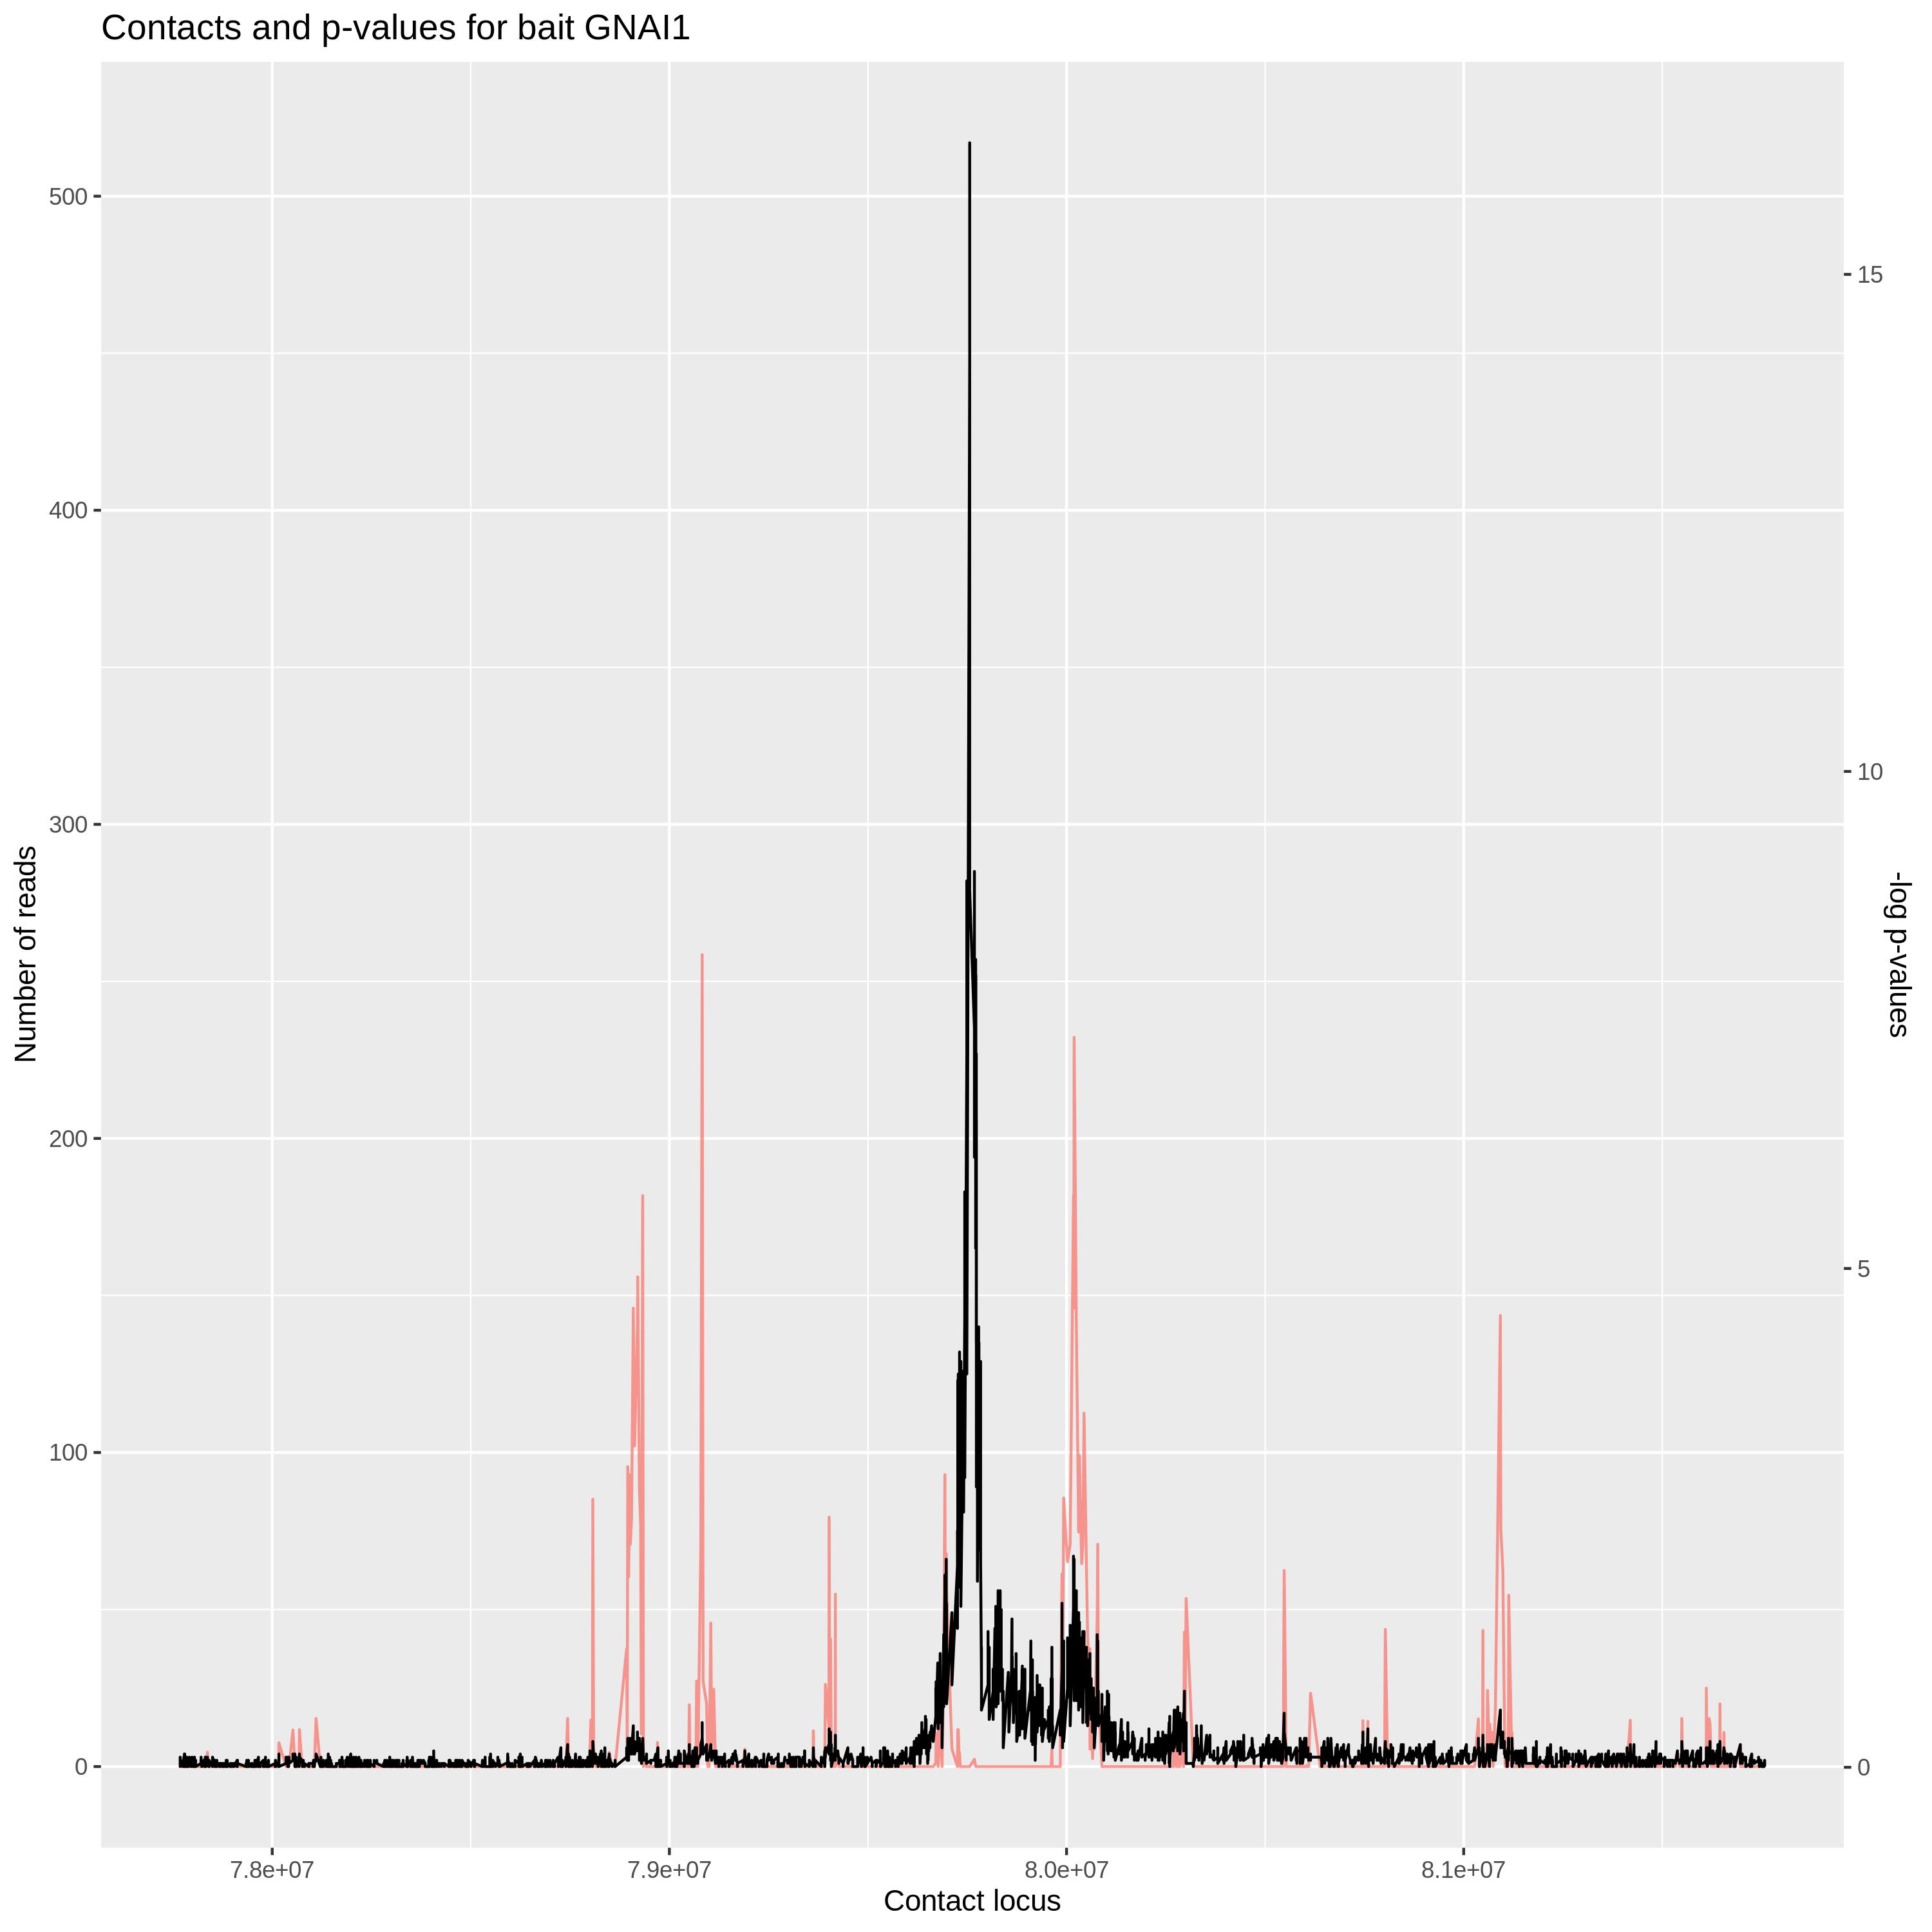 Contacts and p-values for bait GNAI1
500
400
300
200
100
0
Number of reads
15
10
5
0
-log p-values
7.8e+07 7.9e+07 8.0e+07 8.1e+07
Contact locus